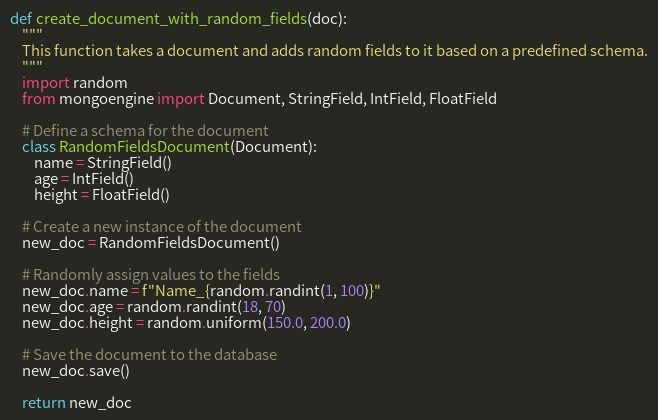 def create_document_with_random_fields(doc):
    """
    This function takes a document and adds random fields to it based on a predefined schema.
    """
    import random
    from mongoengine import Document, StringField, IntField, FloatField

    # Define a schema for the document
    class RandomFieldsDocument(Document):
        name = StringField()
        age = IntField()
        height = FloatField()

    # Create a new instance of the document
    new_doc = RandomFieldsDocument()

    # Randomly assign values to the fields
    new_doc.name = f"Name_{random.randint(1, 100)}"
    new_doc.age = random.randint(18, 70)
    new_doc.height = random.uniform(150.0, 200.0)

    # Save the document to the database
    new_doc.save()

    return new_doc